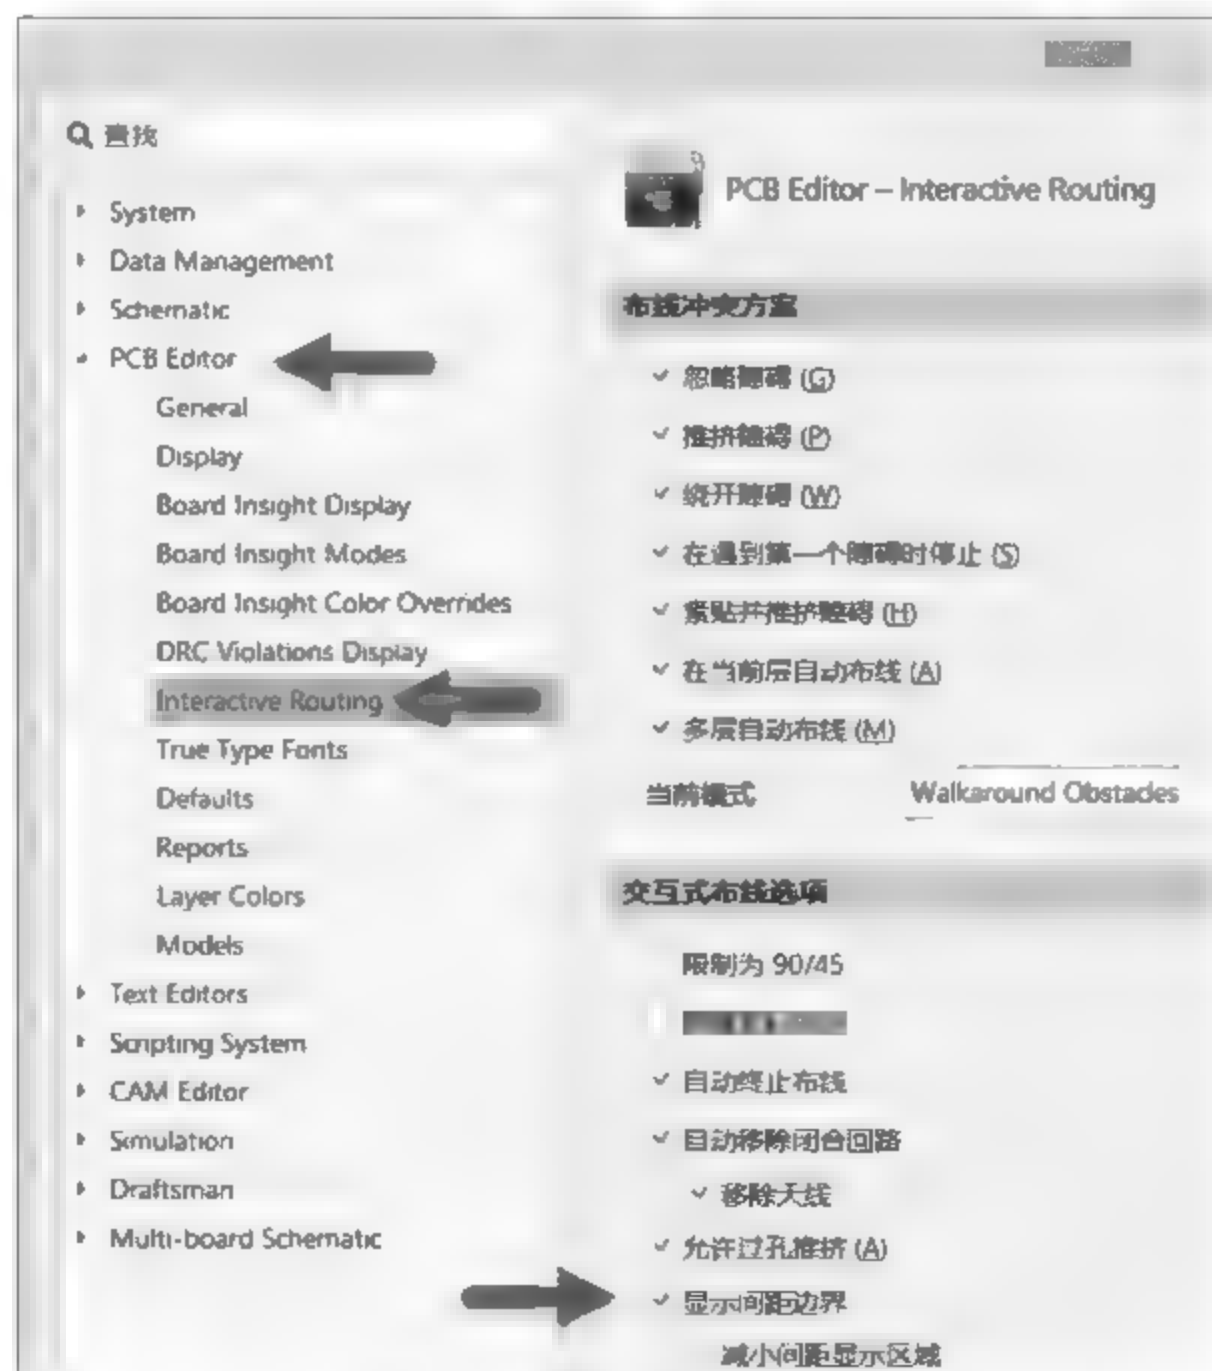 查找
System
Data Management
Schematic
PCB Editor
General
Display
Board Insight Display
Board Insight Modes
Board Insight Color Overrides
DRC Violations Display
Interactive Routing
True Type Fonts
Defaults
Reports
Layer Colors
Models
Text Editors
Scripting System
CAM Editor
Simulation
Draftsman
Multi-board Schematic
PCB Editor – Interactive Routing
布线冲突方案
忽略障碍 (G)
推挤障碍 (P)
绕开障碍 (W)
在遇到第一个障碍时停止 (S)
紧贴并推挤障碍 (H)
在当前层自动布线 (A)
多层自动布线 (M)
当前模式 Walkaround Obstacles
交互式布线选项
限制为 90/45
自动终止布线
自动移除闭合回路
移除天线
允许过孔推挤 (A)
显示间距边界
减小间距显示区域